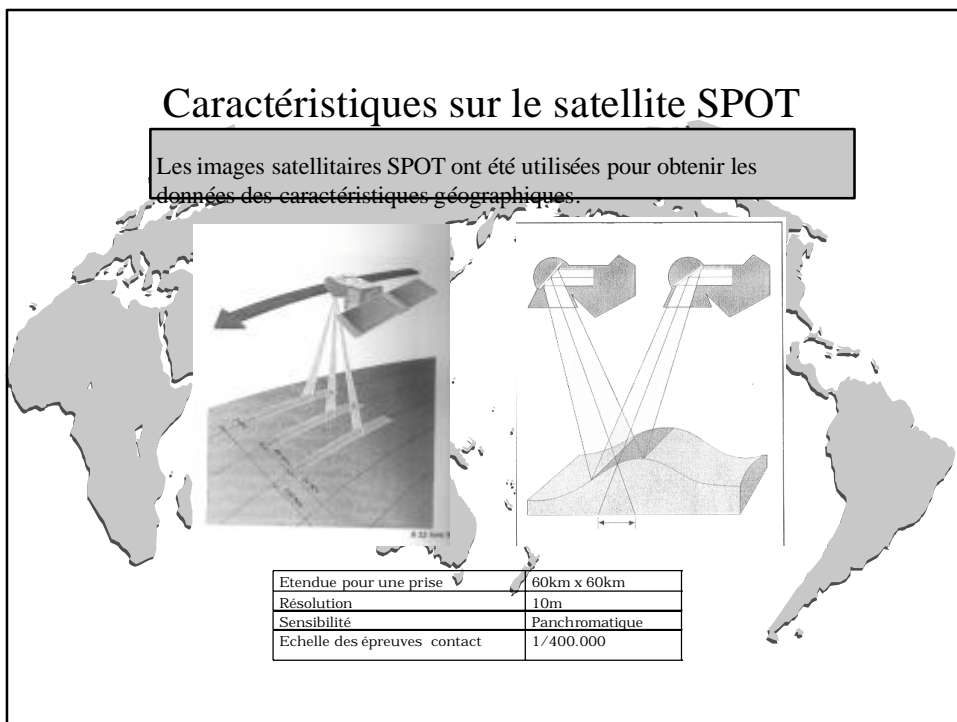 Caractéristiques sur le satellite SPOT
Les images satellitaires SPOT ont été utilisées pour obtenir les
données des caractéristiques géographiques.
Etendue pour une prise 60km x 60km
Résolution 10m
Sensibilité Panchromatique
Echelle des épreuves contact 1/400.000